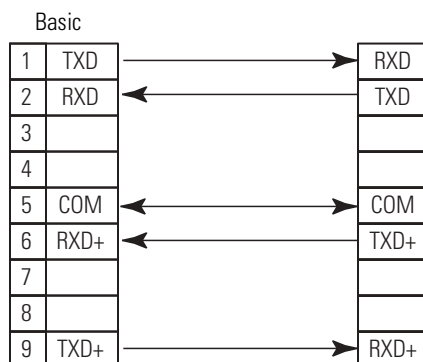 Basic
1 TXD RXD
2 RXD TXD
3
4
5 COM COM
6 RXD+ TXD+
7
8
9 TXD+ RXD+